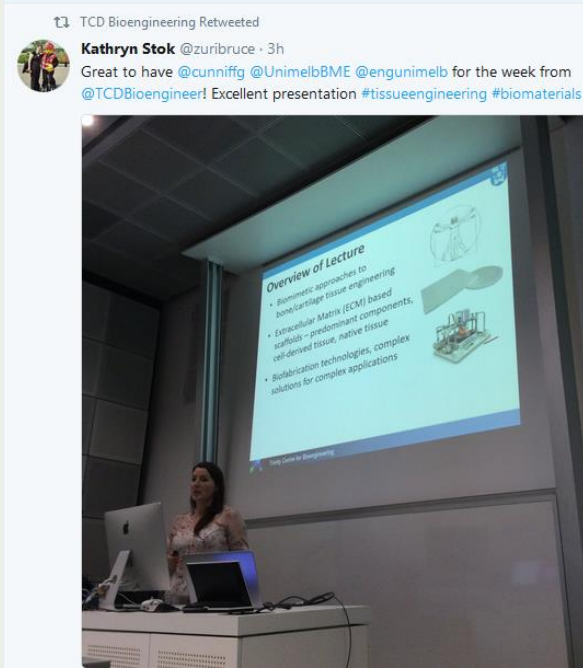 TCD Bioengineering Retweeted
Kathryn Stok @zuribruce · 3h
Great to have @cunniffg @UnimelbBME @engunimelb for the week from
@TCDBioengineer! Excellent presentation #tissueengineering #biomaterials
Overview of Lecture
• Biomimetic approaches to
bone/cartilage tissue engineering
• Extracellular Matrix (ECM) based
scaffolds – predominant components,
cell-derived tissue, native tissue
• Biofabrication technologies, complex
solutions for complex applications
Trinity Centre for Bioengineering